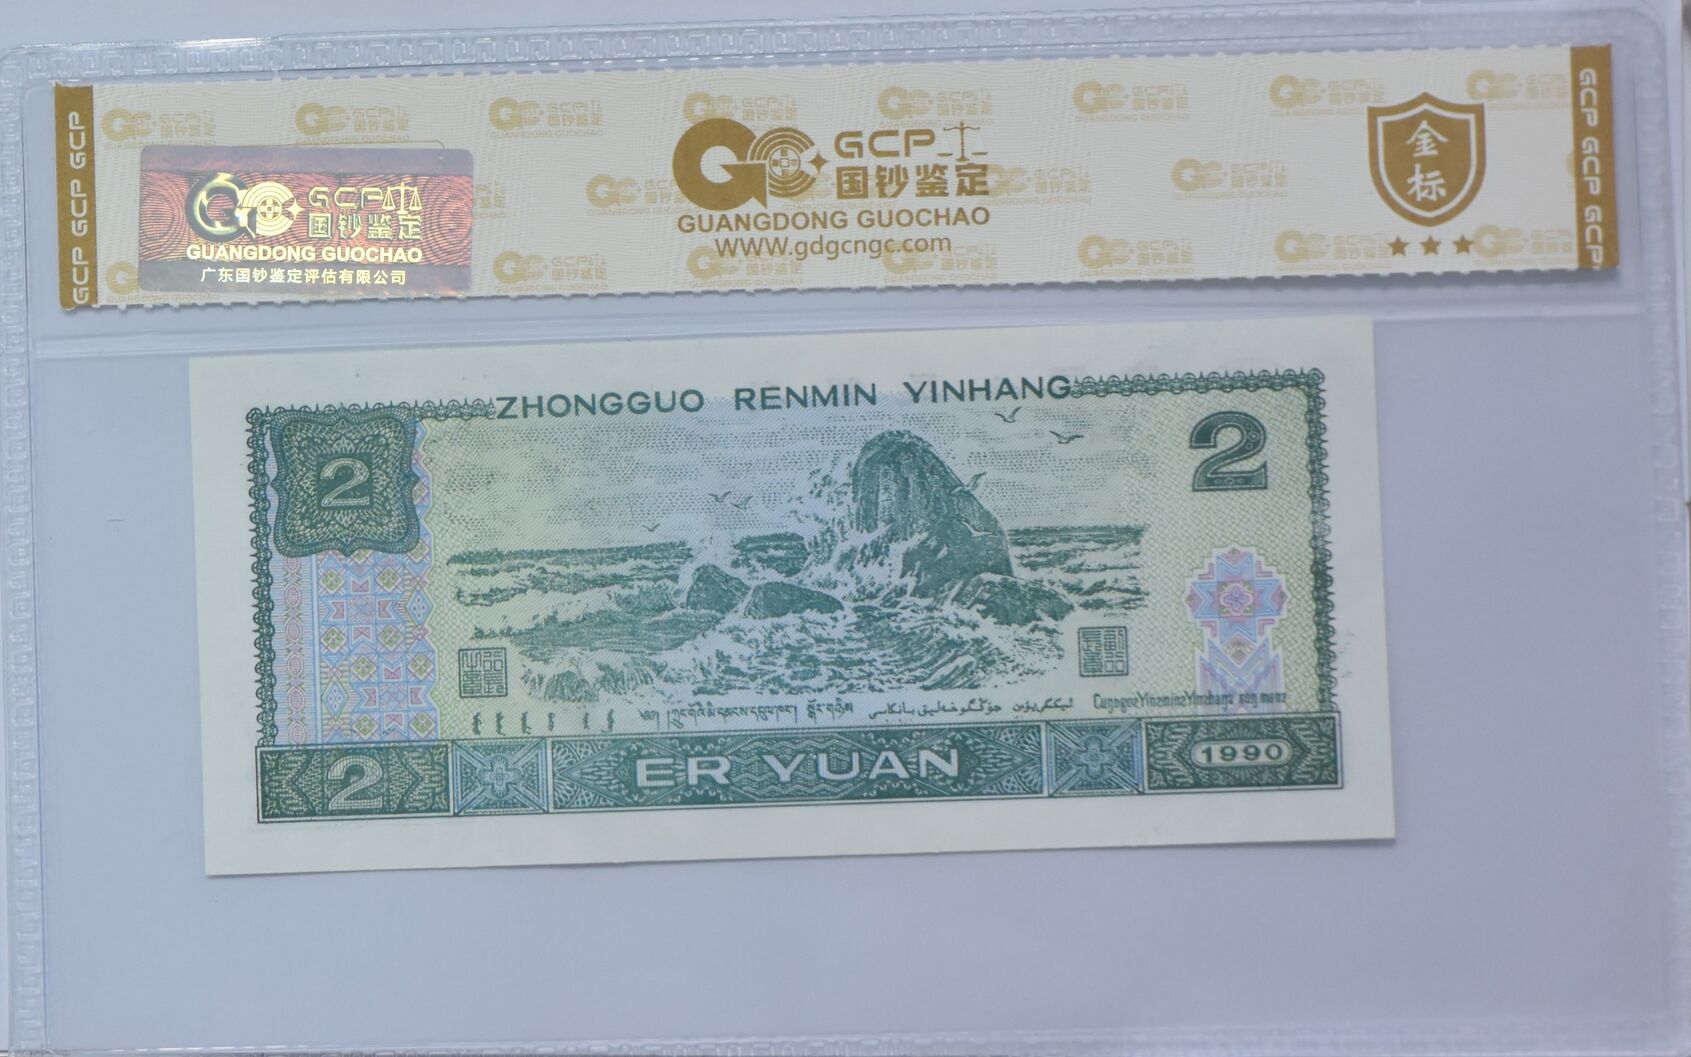 GCP GCP GCP
GCP
国钞鉴定
GUANGDONG GUOCHAO
广东国钞鉴定评估有限公司
GCP
国钞鉴定
GUANGDONG GUOCHAO
www.gdgcngc.com
金
标
GCP GCP GCP
ZHONGGUO RENMIN YINHANG
2
2
2
ER YUAN
1990